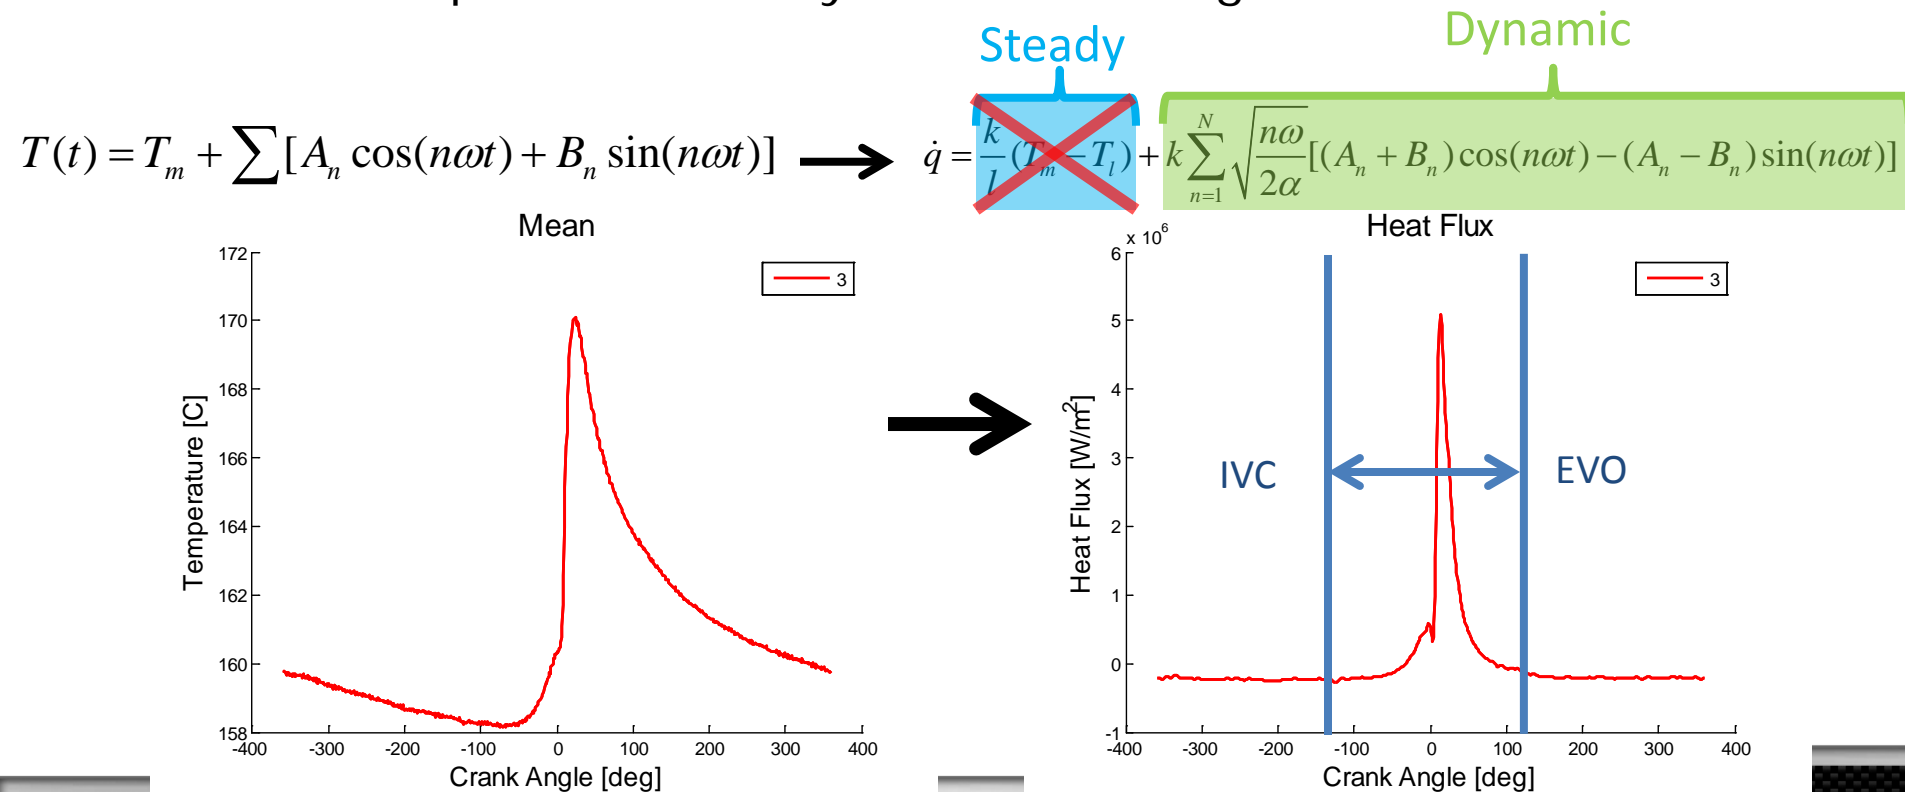 Steady
Dynamic
T(t) = T_m + ∑[A_n cos(nωt) + B_n sin(nωt)]
q̇ = k/l (T_m − T_l) + k ∑_{n=1}^{N} √(nω/2α) [(A_n + B_n) cos(nωt) − (A_n − B_n) sin(nωt)]
Mean
172
170
168
166
164
162
160
158
3
Temperature [C]
-400 -300 -200 -100 0 100 200 300 400
Crank Angle [deg]
Heat Flux
x 10^6
6
5
4
3
2
1
0
-1
3
IVC
EVO
Heat Flux [W/m^2]
-400 -300 -200 -100 0 100 200 300 400
Crank Angle [deg]